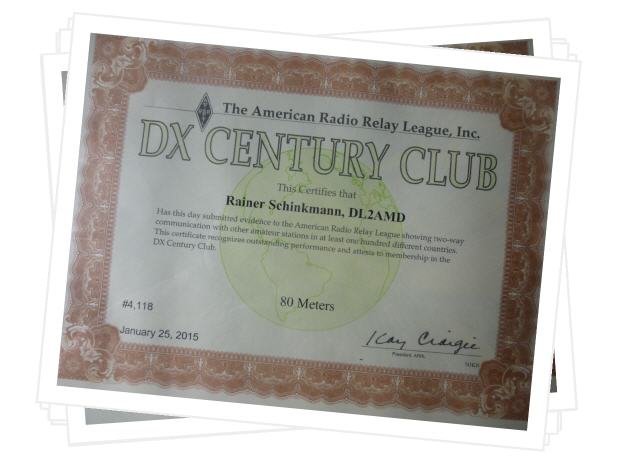 The American Radio Relay League, Inc.
DX CENTURY CLUB
This Certifies that
Rainer Schinkmann, DL2AMD
Has this day submitted evidence to the American Radio Relay League showing two-way
communication with other amateur stations in at least one hundred different countries.
This certificate recognizes outstanding performance and attests to membership in the
DX Century Club.
80 Meters
#4,118
January 25, 2015
Kay Craigie
President, ARRL